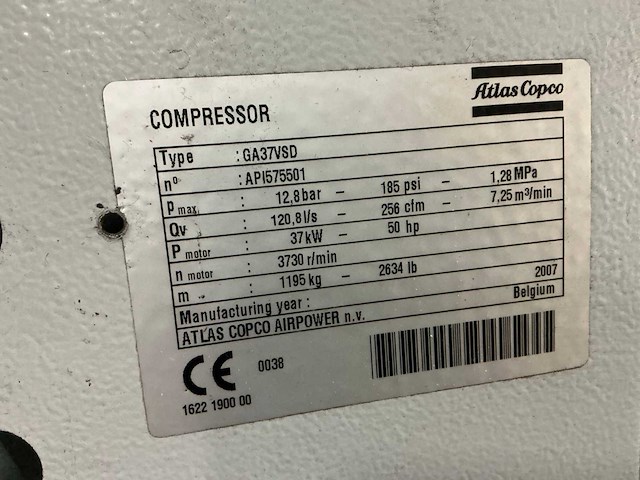 Atlas Copco
COMPRESSOR
Type : GA37VSD
nº : API575501
P max. : 12,8 bar – 185 psi – 1,28 MPa
Qv : 120,8 l/s – 256 cfm – 7,25 m³/min
P motor : 37 kW – 50 hp
n motor : 3730 r/min
m : 1195 kg – 2634 lb
Manufacturing year : 2007
ATLAS COPCO AIRPOWER n.v. Belgium
CE 0038
1622 1900 00